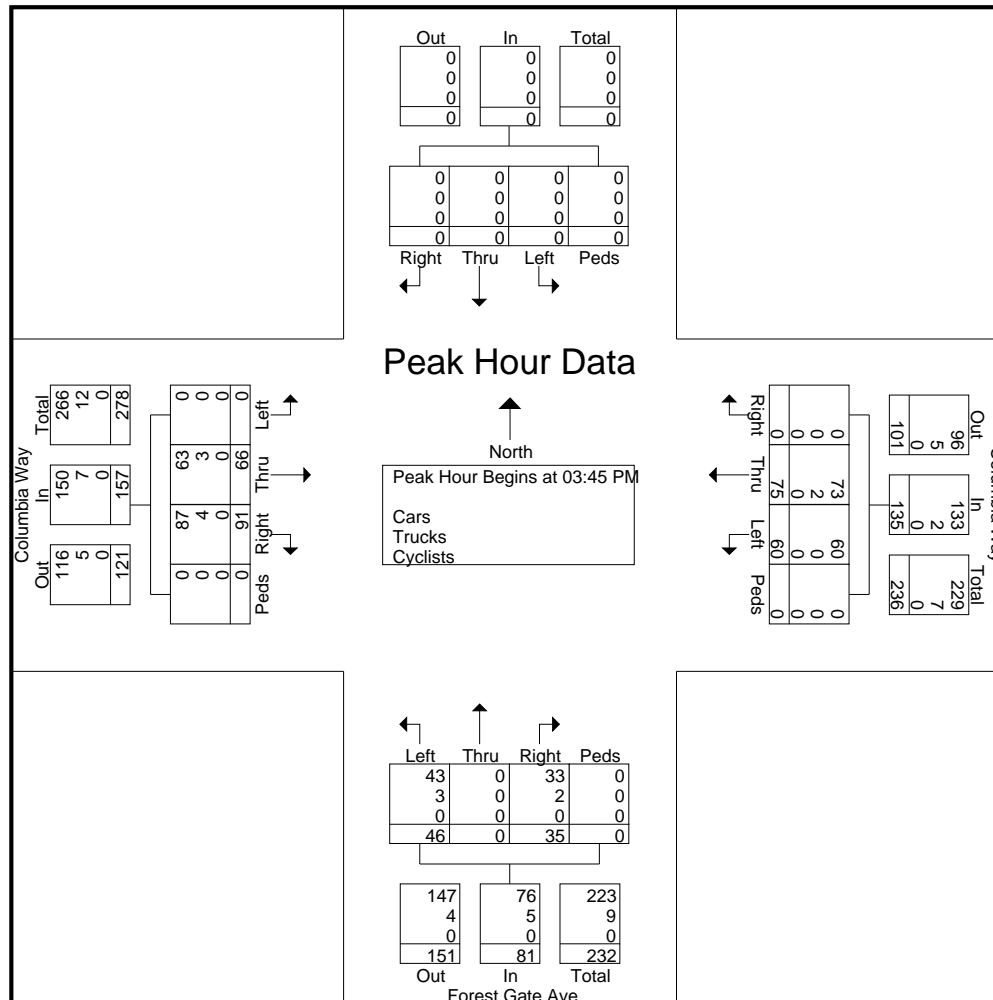 Out In Total
0 0 0
0 0 0
0 0 0
0 0 0
0 0 0 0
0 0 0 0
0 0 0 0
0 0 0 0
Right Thru Left Peds
Peak Hour Data
North
Peak Hour Begins at 03:45 PM
Cars
Trucks
Cyclists
Columbia Way
Out In Total
116 150 266
5 7 12
0 0 0
121 157 278
Peds Right Thru Left
0 87 63 0
0 4 3 0
0 0 0 0
0 91 66 0
Right Thru Left Peds
0 73 60 0
0 2 0 0
0 0 0 0
0 75 60 0
Out In Total
96 133 229
5 2 7
0 0 0
101 135 236
Left Thru Right Peds
43 0 33 0
3 0 2 0
0 0 0 0
46 0 35 0
147 76 223
4 5 9
0 0 0
151 81 232
Out In Total
Forest Gate Ave